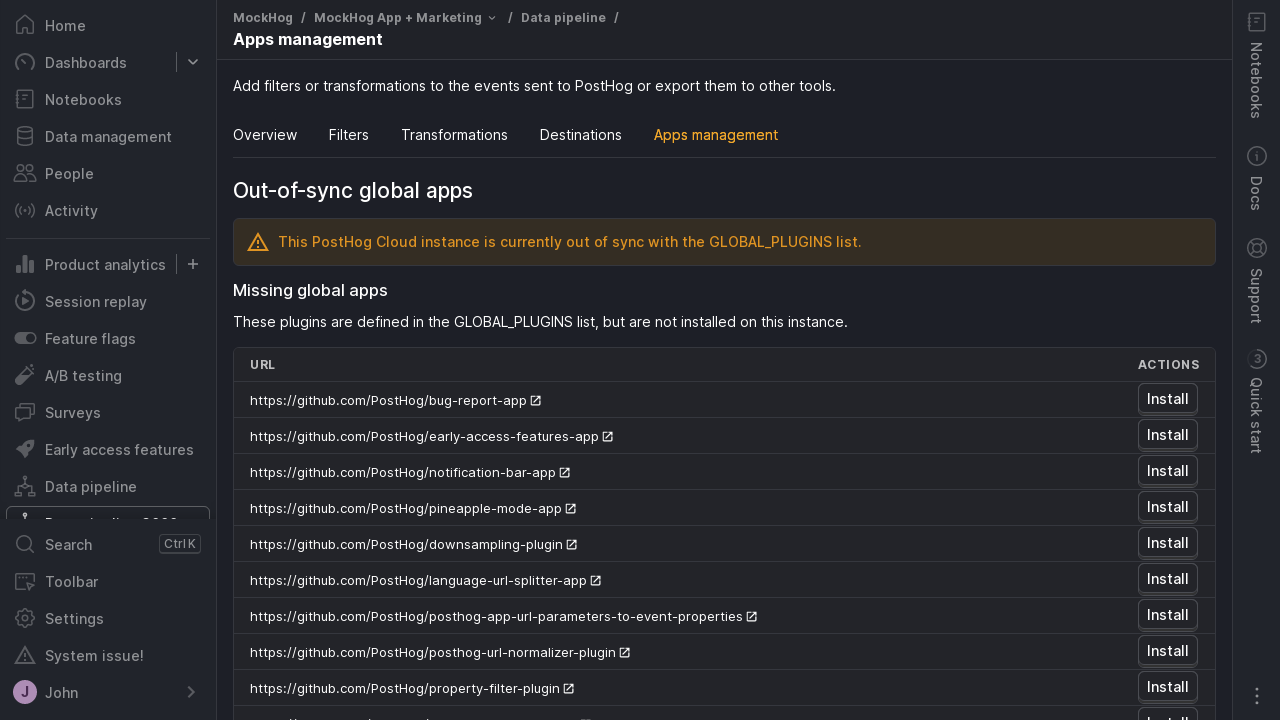 Home
Dashboards
Notebooks
Data management
People
Activity
Product analytics
Session replay
Feature flags
A/B testing
Surveys
Early access features
Data pipeline
Search Ctrl K
Toolbar
Settings
System issue!
J John
MockHog / MockHog App + Marketing / Data pipeline /
Apps management
Add filters or transformations to the events sent to PostHog or export them to other tools.
Overview Filters Transformations Destinations Apps management
Out-of-sync global apps
This PostHog Cloud instance is currently out of sync with the GLOBAL_PLUGINS list.
Missing global apps
These plugins are defined in the GLOBAL_PLUGINS list, but are not installed on this instance.
URL ACTIONS
https://github.com/PostHog/bug-report-app Install
https://github.com/PostHog/early-access-features-app Install
https://github.com/PostHog/notification-bar-app Install
https://github.com/PostHog/pineapple-mode-app Install
https://github.com/PostHog/downsampling-plugin Install
https://github.com/PostHog/language-url-splitter-app Install
https://github.com/PostHog/posthog-app-url-parameters-to-event-properties Install
https://github.com/PostHog/posthog-url-normalizer-plugin Install
https://github.com/PostHog/property-filter-plugin Install
Install
Notebooks
Docs
Support
3 Quick start